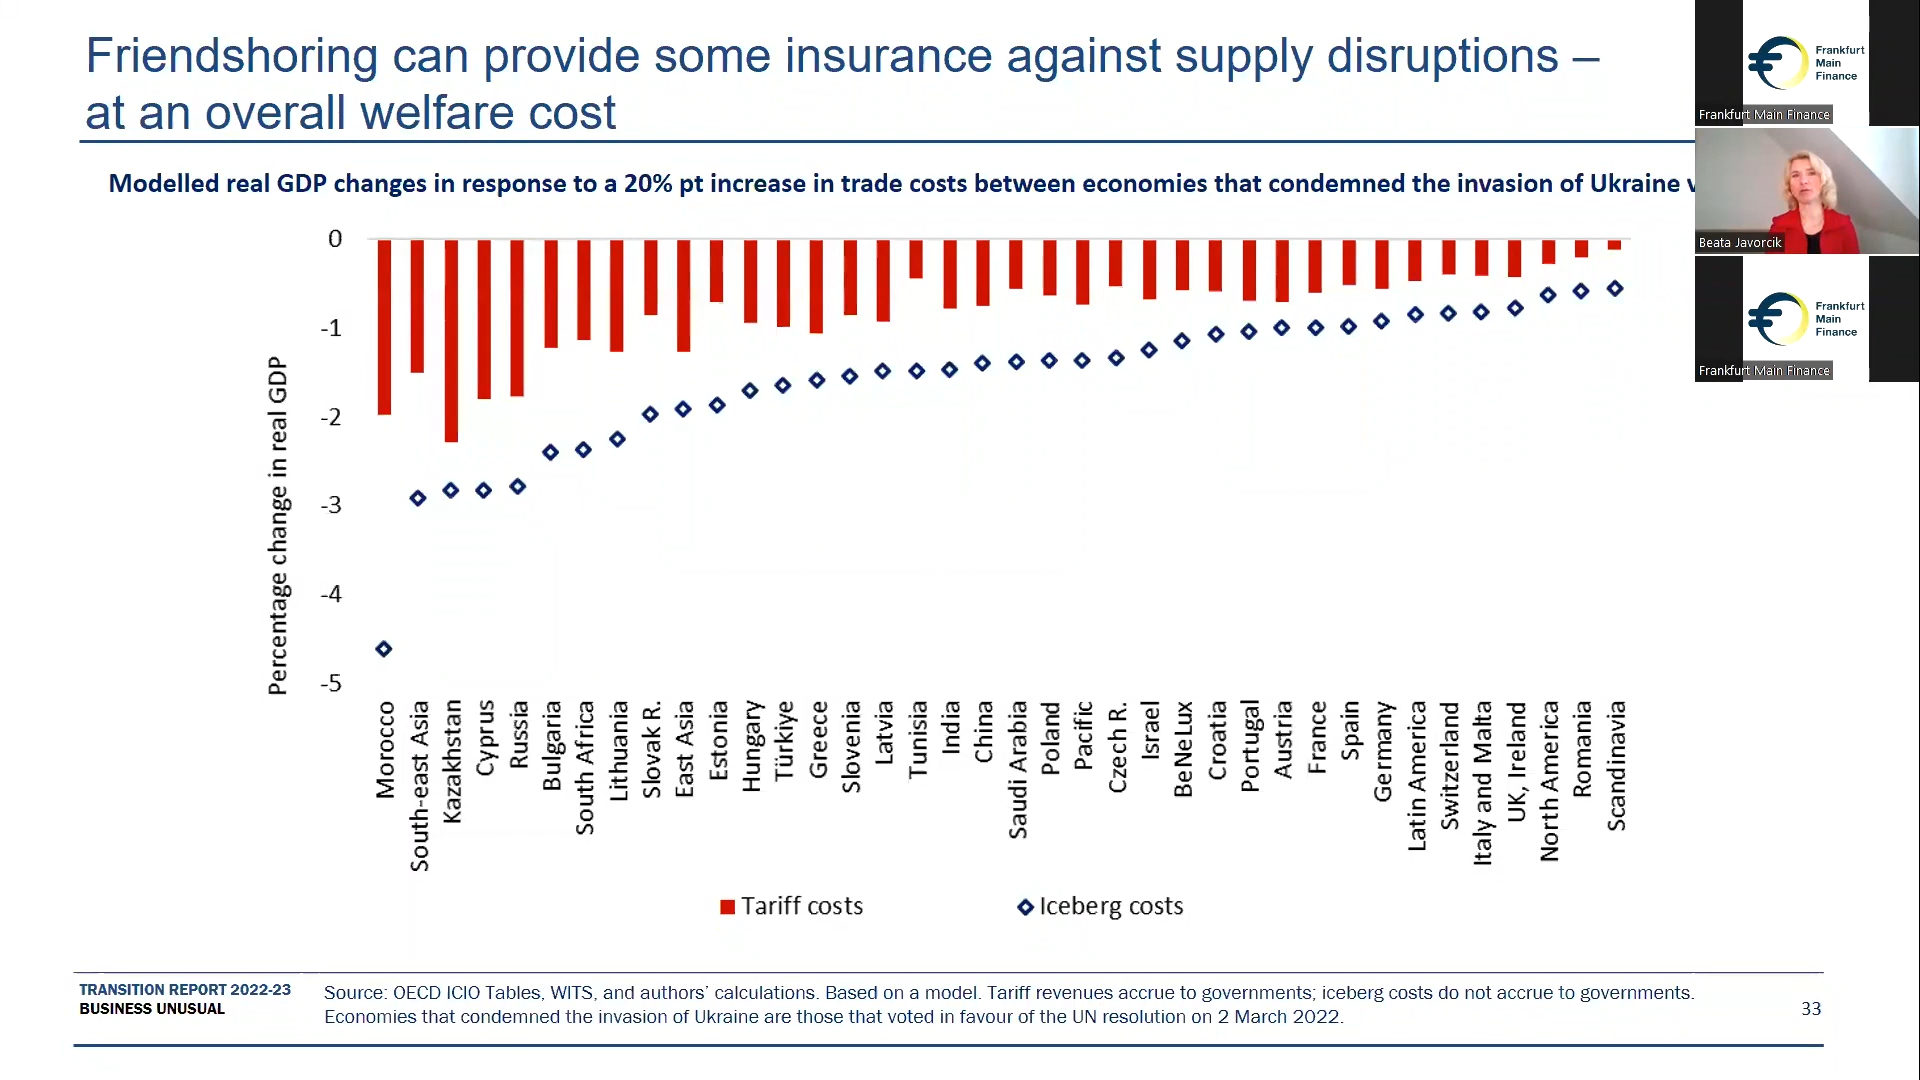 Friendshoring can provide some insurance against supply disruptions –
at an overall welfare cost
Modelled real GDP changes in response to a 20% pt increase in trade costs between economies that condemned the invasion of Ukraine
Percentage change in real GDP
0
-1
-2
-3
-4
-5
Morocco
South-east Asia
Kazakhstan
Cyprus
Russia
Bulgaria
South Africa
Lithuania
Slovak R.
East Asia
Estonia
Hungary
Türkiye
Greece
Slovenia
Latvia
Tunisia
India
China
Saudi Arabia
Poland
Pacific
Czech R.
Israel
BeNeLux
Croatia
Portugal
Austria
France
Spain
Germany
Latin America
Switzerland
Italy and Malta
UK, Ireland
North America
Romania
Scandinavia
Tariff costs
Iceberg costs
TRANSITION REPORT 2022-23
BUSINESS UNUSUAL
Source: OECD ICIO Tables, WITS, and authors’ calculations. Based on a model. Tariff revenues accrue to governments; iceberg costs do not accrue to governments.
Economies that condemned the invasion of Ukraine are those that voted in favour of the UN resolution on 2 March 2022.
33
Frankfurt
Main
Finance
Frankfurt Main Finance
Beata Javorcik
Frankfurt
Main
Finance
Frankfurt Main Finance